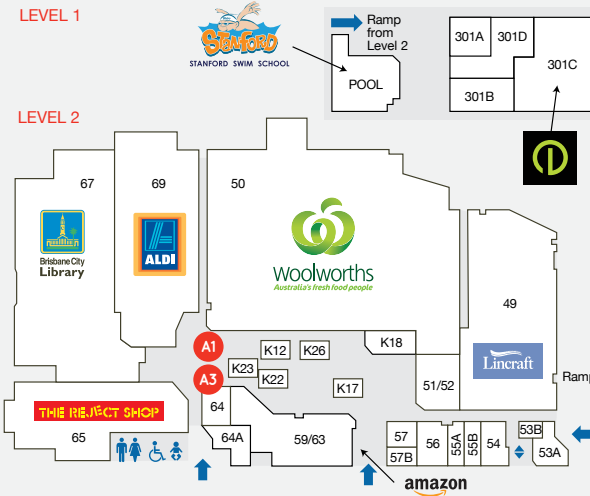 LEVEL 1
STANFORD
STANFORD SWIM SCHOOL
Ramp
from
Level 2
POOL
301A
301D
301C
301B
LEVEL 2
67
69
50
Brisbane City
Library
ALDI
Woolworths
Australia's fresh food people
49
Lincraft
A1
K12
K26
K18
K23
A3
K22
K17
51/52
Ramp
THE REJECT SHOP
65
64
64A
59/63
57
57B
56
55A
55B
54
53B
53A
amazon